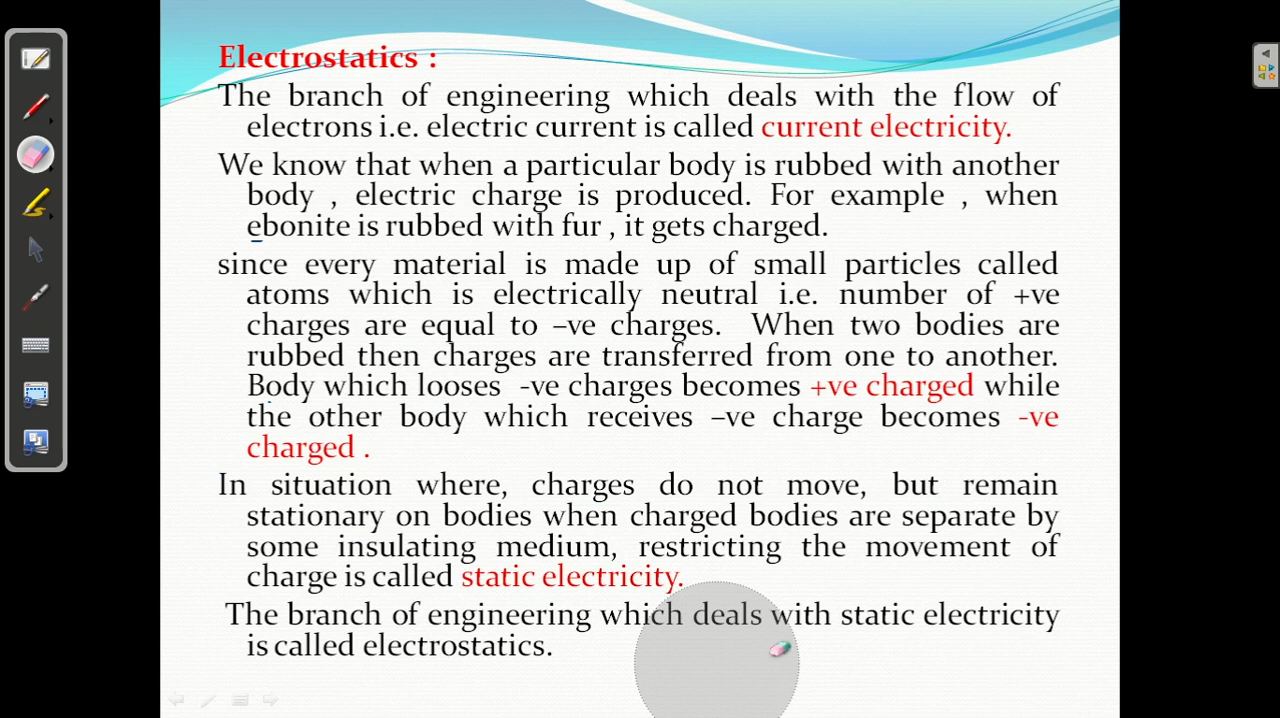 Electrostatics :
The branch of engineering which deals with the flow of
electrons i.e. electric current is called current electricity.
We know that when a particular body is rubbed with another
body , electric charge is produced. For example , when
ebonite is rubbed with fur , it gets charged.
since every material is made up of small particles called
atoms which is electrically neutral i.e. number of +ve
charges are equal to –ve charges. When two bodies are
rubbed then charges are transferred from one to another.
Body which looses -ve charges becomes +ve charged while
the other body which receives –ve charge becomes -ve
charged .
In situation where, charges do not move, but remain
stationary on bodies when charged bodies are separate by
some insulating medium, restricting the movement of
charge is called static electricity.
The branch of engineering which deals with static electricity
is called electrostatics.